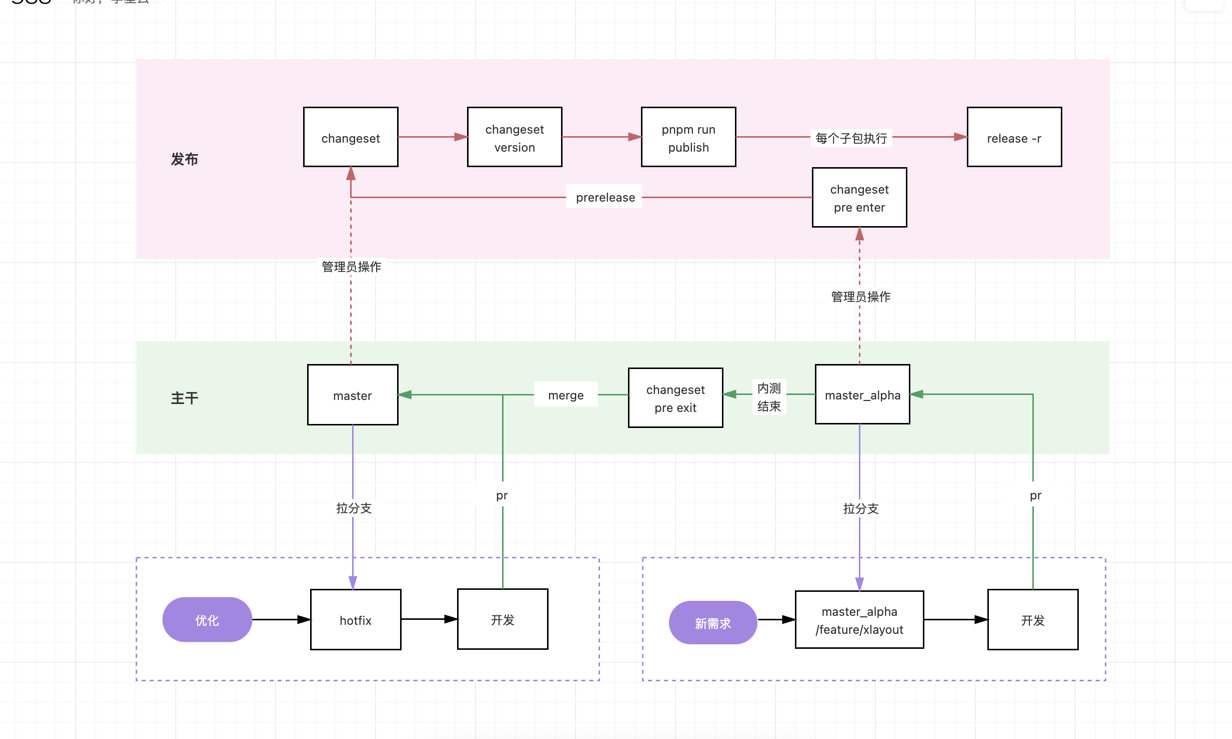 changeset
changeset
version
pnpm run
publish
每个子包执行
release -r
发布
prerelease
changeset
pre enter
管理员操作
管理员操作
主干
master
merge
changeset
pre exit
内测
结束
master_alpha
拉分支
pr
拉分支
pr
优化
hotfix
开发
新需求
master_alpha
/feature/xlayout
开发